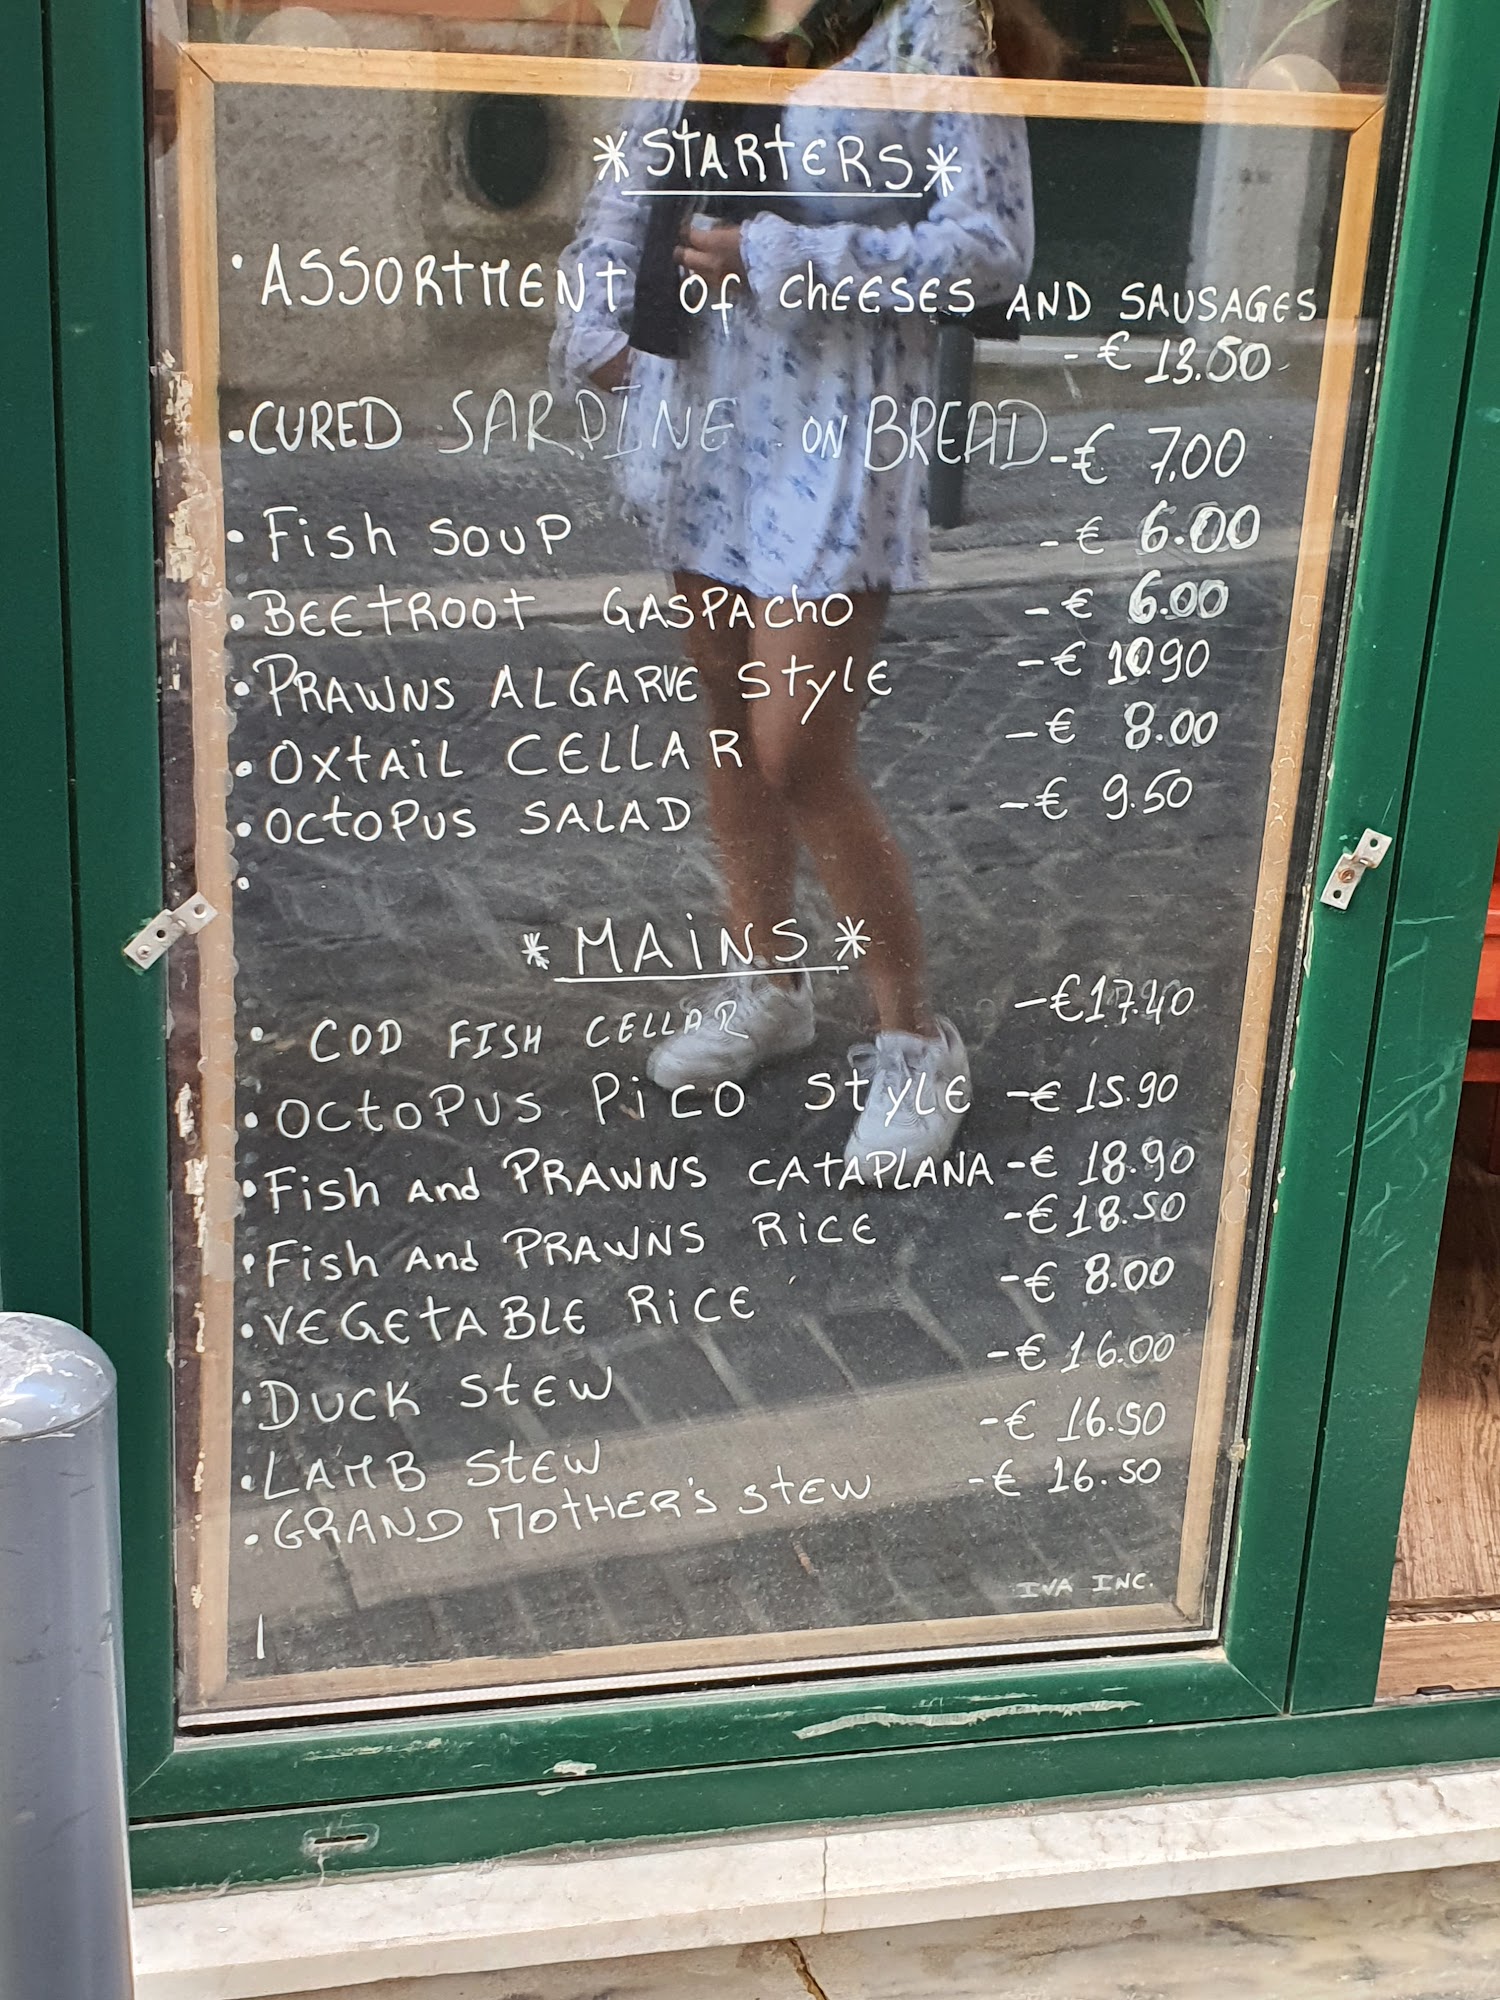 *STARTERS*
• ASSORTMENT Of ChEESES AND SAUSAGES
- € 13.50
• CURED SARDINE ON BREAD - € 7.00
• Fish SOUP - € 6.00
• BEETROOT GASPACHO - € 6.00
• PRAWNS ALGARVE StylE - € 10.90
• OxtAiL CELLAR - € 8.00
• OctoPus SALAD - € 9.50
•
* MAiNS *
• COD FISH CELLAR - € 17.40
• OCtoPUS PiCO StyLE - € 15.90
• Fish And PRAWNS CATAPLANA - € 18.90
• Fish And PRAWNS RiCE - € 18.50
• VEGETABLE RiCE - € 8.00
• DUCK StEW - € 16.00
• LAMB StEW - € 16.50
• GRAND MOTHER'S StEW - € 16.50
IVA INC.